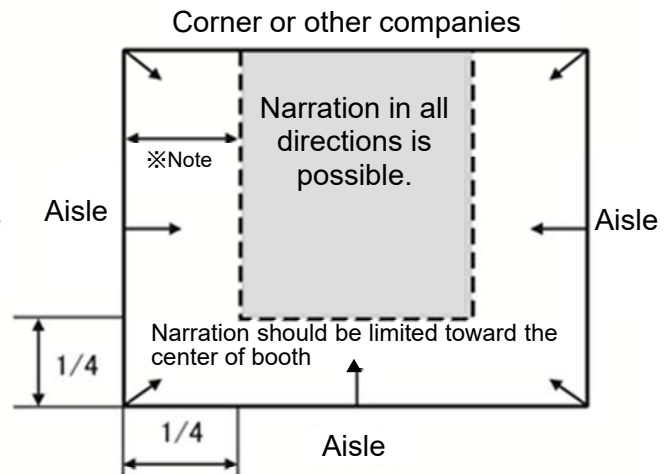 Corner or other companies
Narration in all
directions is
possible.
※Note
Aisle
Aisle
Narration should be limited toward the
center of booth
1/4
1/4
Aisle